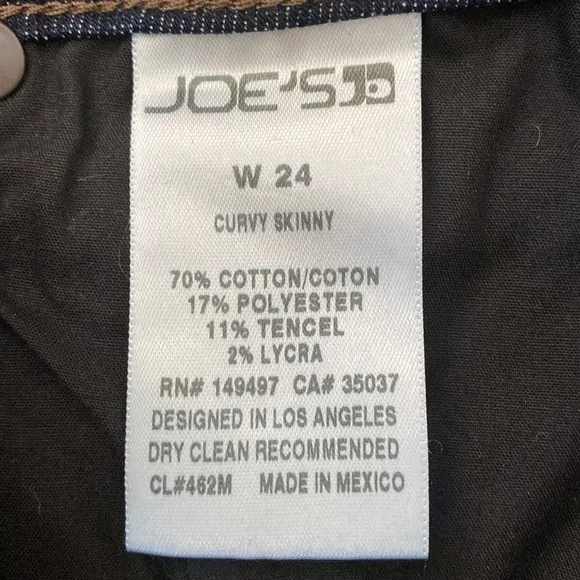 JOE'S
W 24
CURVY SKINNY
70% COTTON/COTON
17% POLYESTER
11% TENCEL
2% LYCRA
RN# 149497 CA# 35037
DESIGNED IN LOS ANGELES
DRY CLEAN RECOMMENDED
CL#462M MADE IN MEXICO